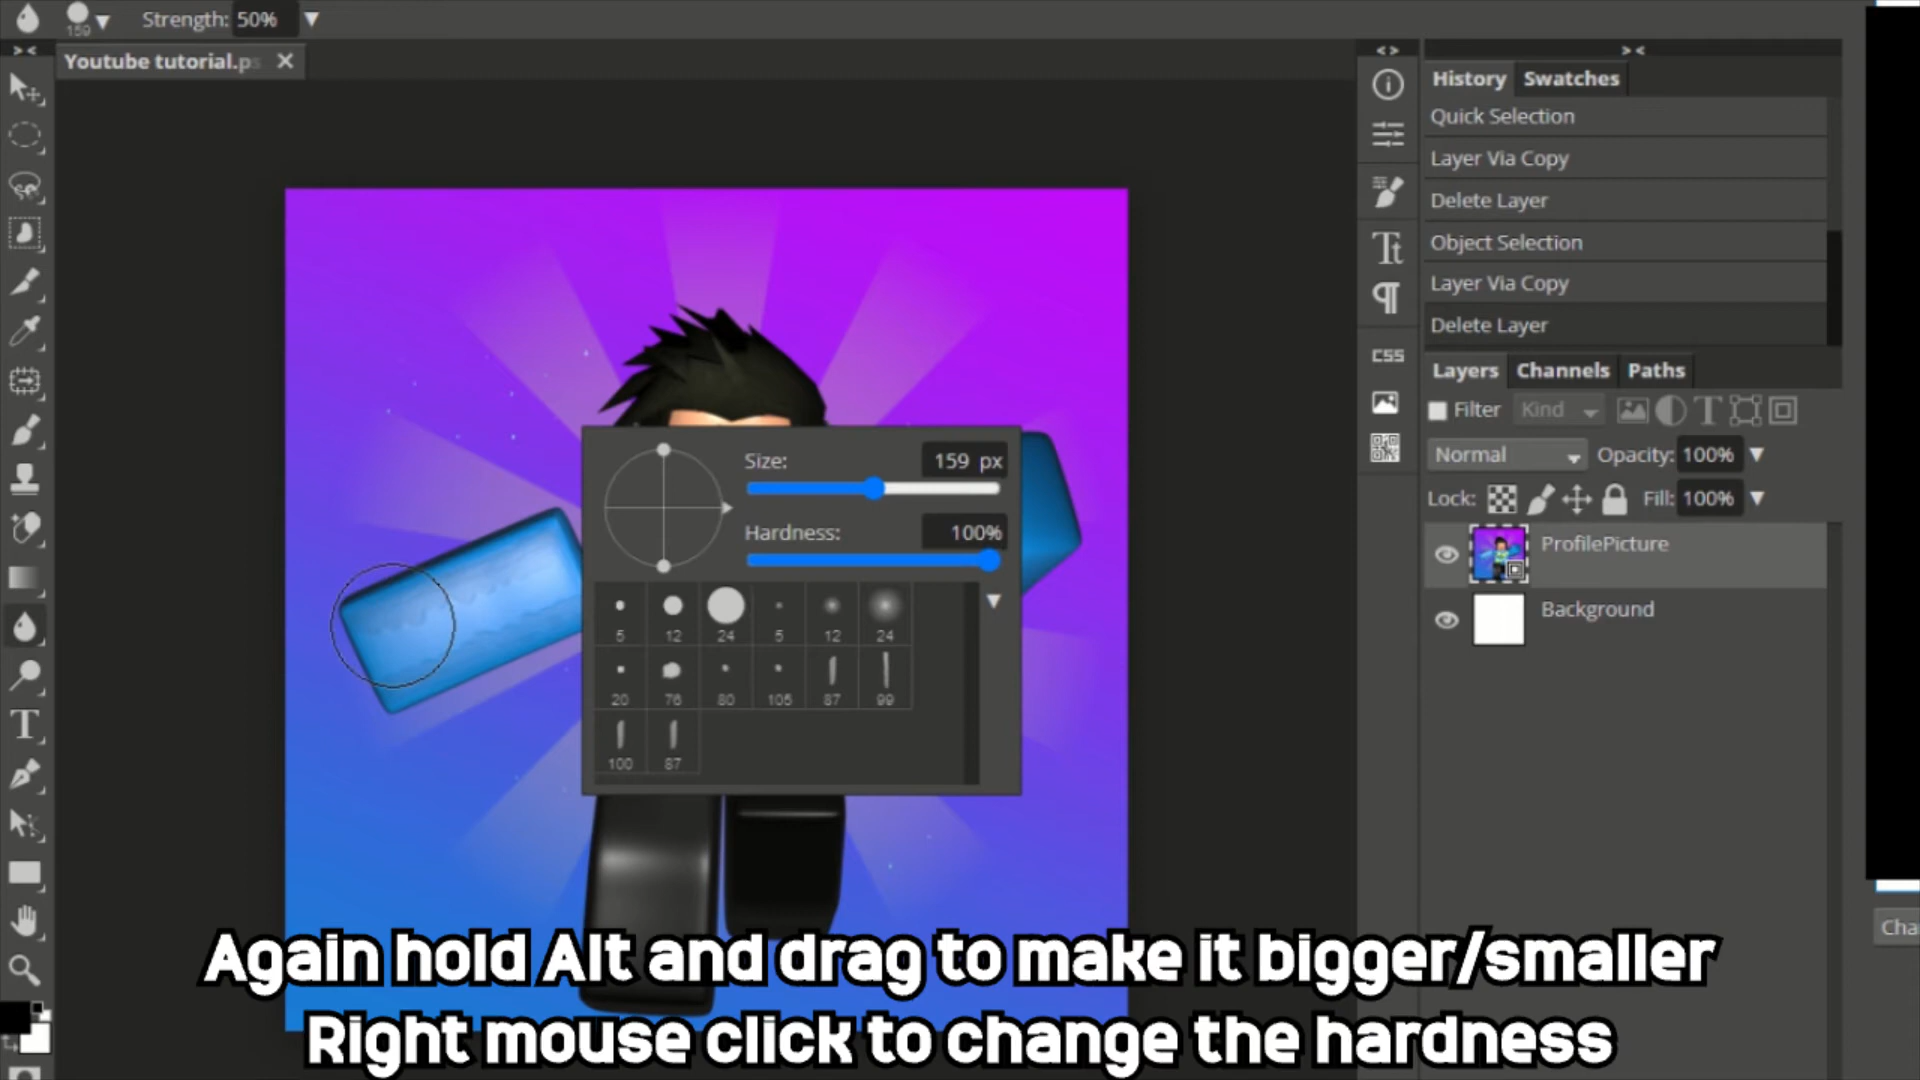 159
Strength: 50%
Youtube tutorial.ps
Size: 159 px
Hardness: 100%
5 12 24 5 12 24
20 76 80 105 87 99
100 87
CSS
History Swatches
Quick Selection
Layer Via Copy
Delete Layer
Object Selection
Layer Via Copy
Delete Layer
Layers Channels Paths
Filter Kind
Normal Opacity: 100%
Lock: Fill: 100%
ProfilePicture
Background
Cha
Again hold Alt and drag to make it bigger/smaller
Right mouse click to change the hardness